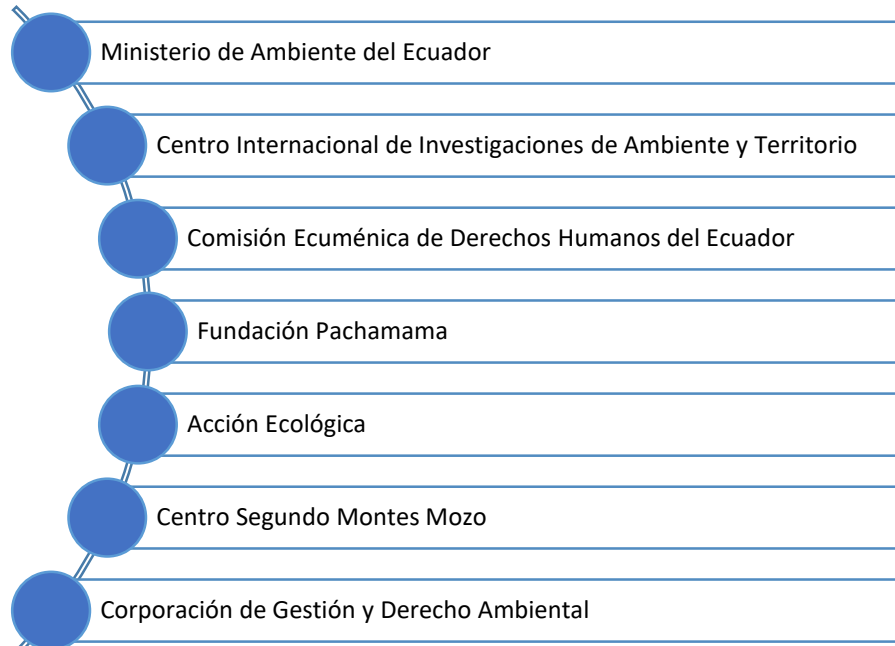 Ministerio de Ambiente del Ecuador
Centro Internacional de Investigaciones de Ambiente y Territorio
Comisión Ecuménica de Derechos Humanos del Ecuador
Fundación Pachamama
Acción Ecológica
Centro Segundo Montes Mozo
Corporación de Gestión y Derecho Ambiental